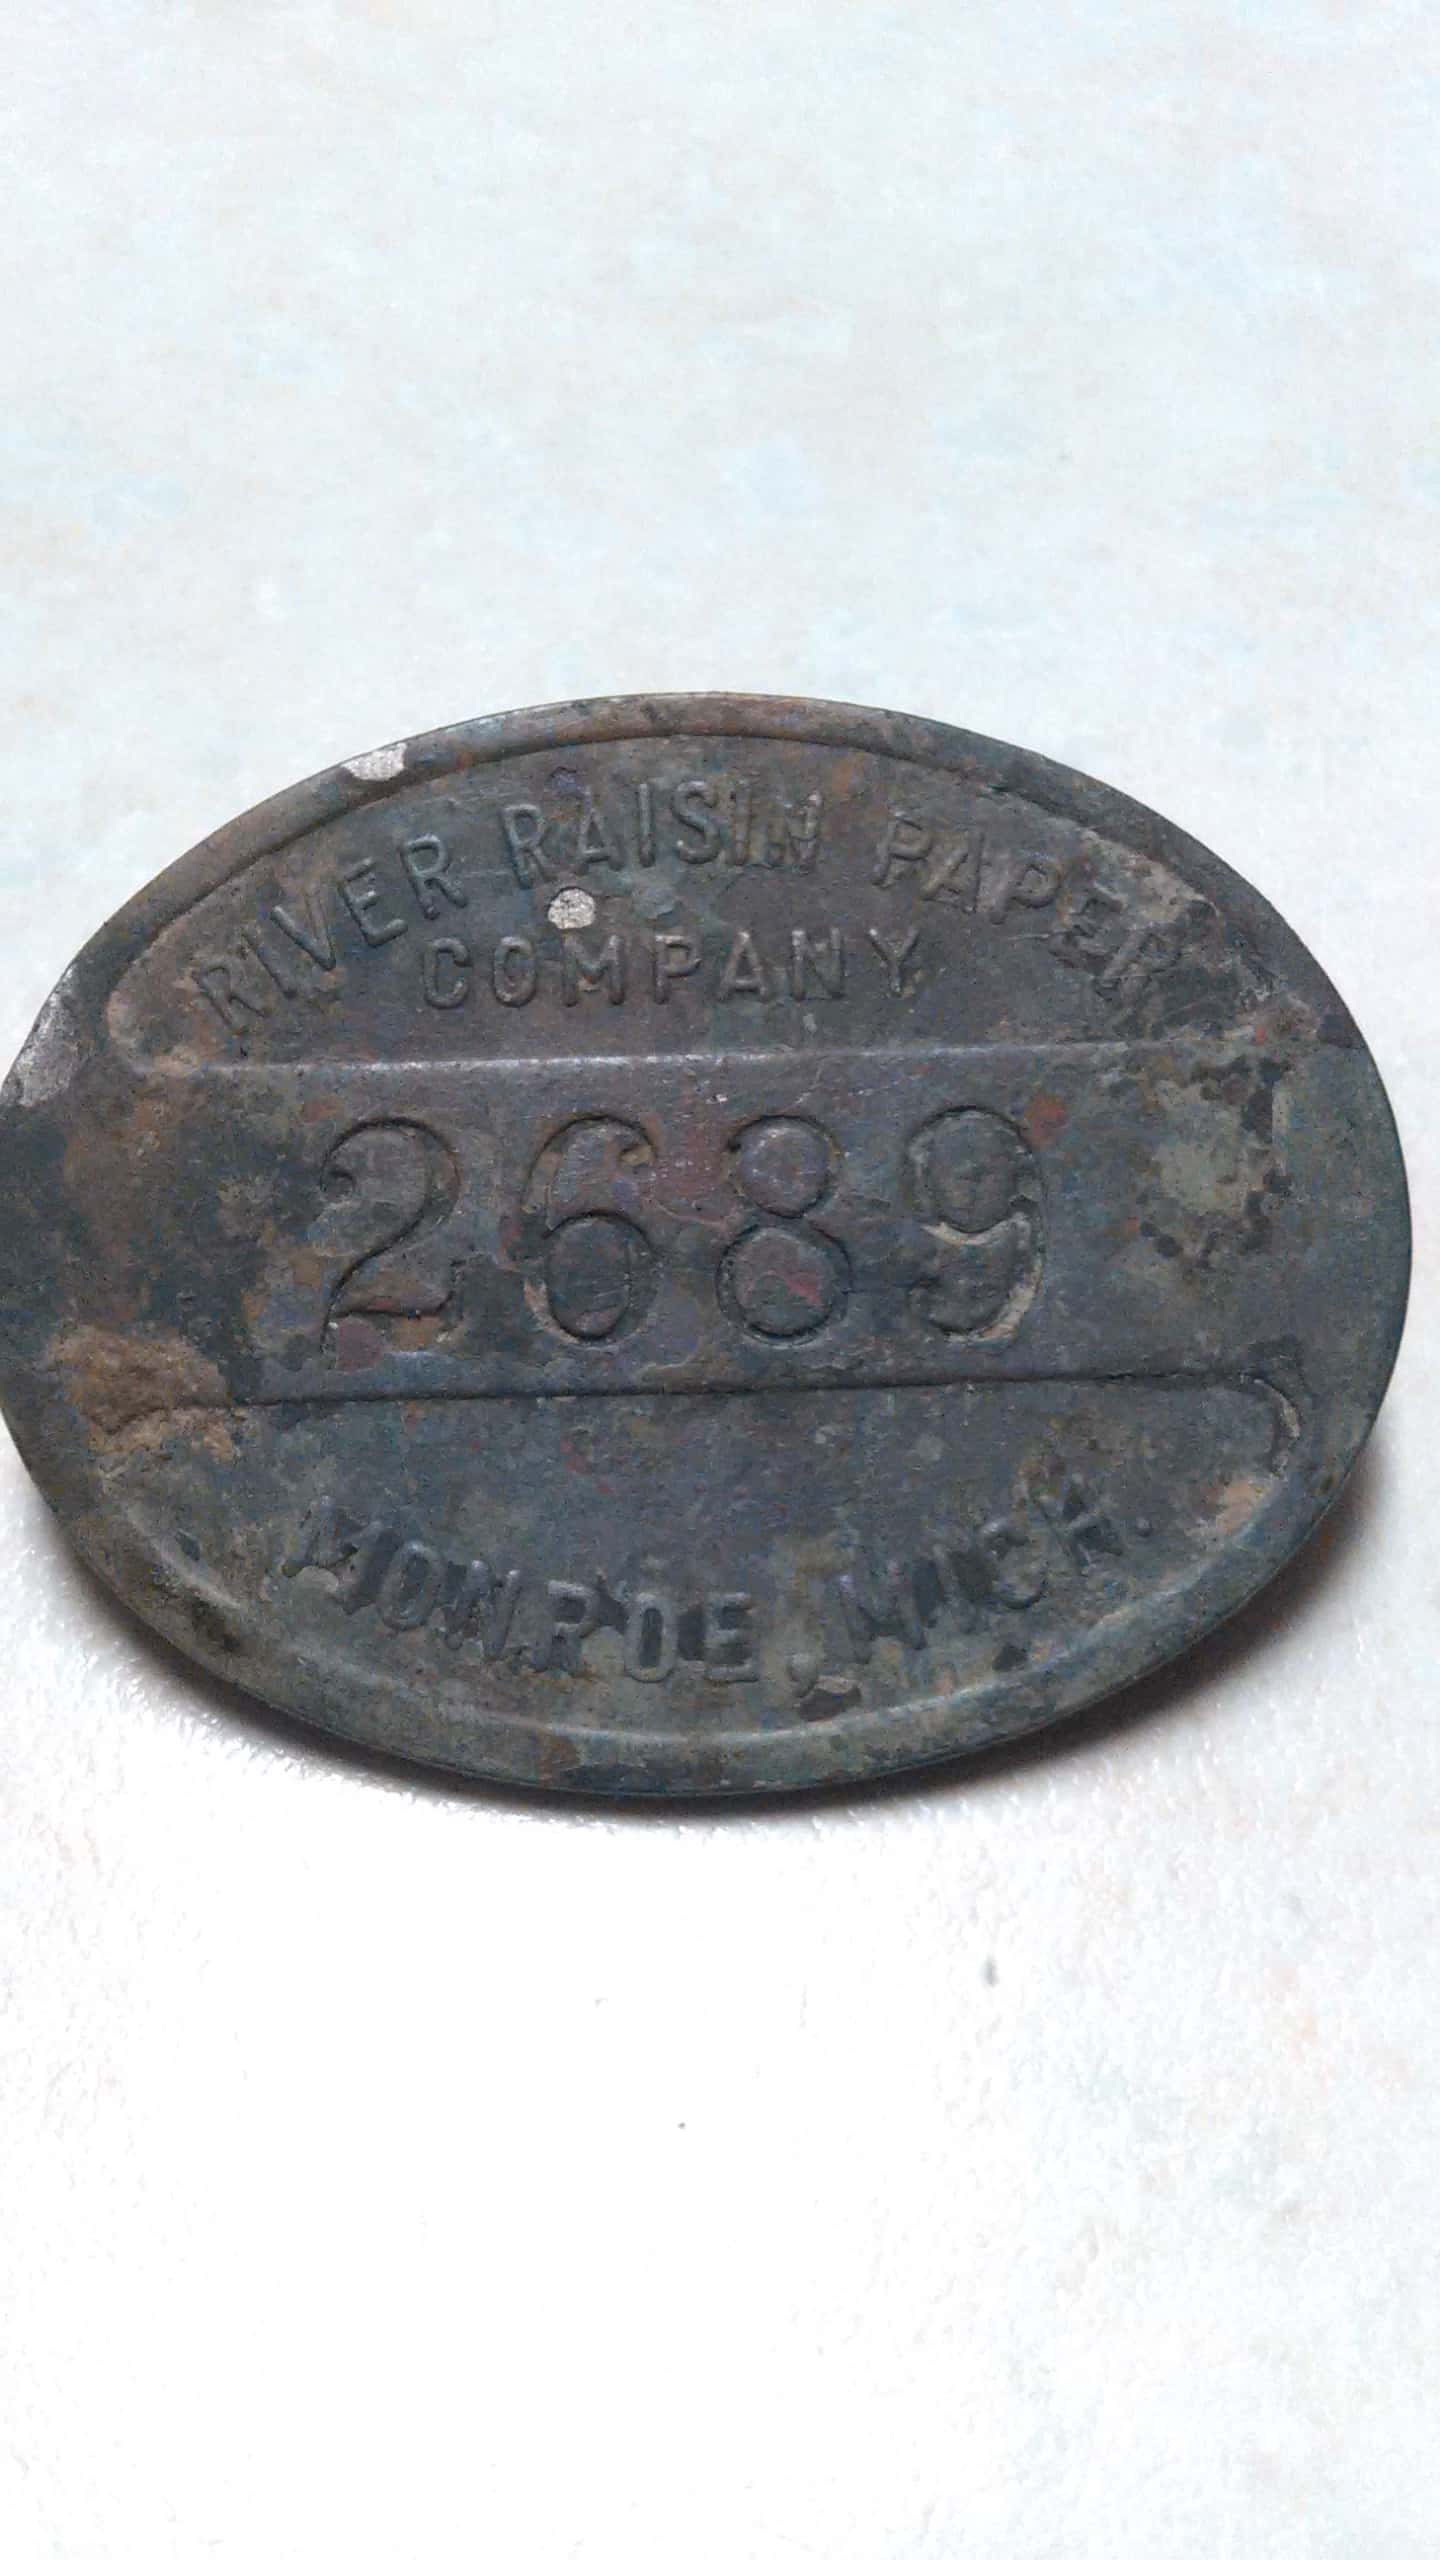 RIVER RAISIN PAPER
COMPANY
2689
MONROE, MICH.